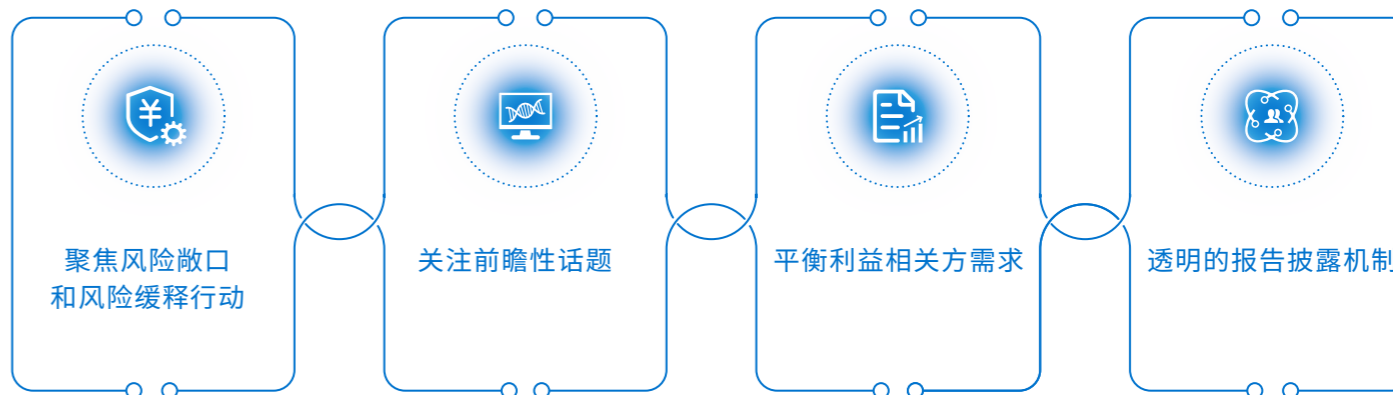 聚焦风险敞口
和风险缓释行动
关注前瞻性话题
平衡利益相关方需求
透明的报告披露机制